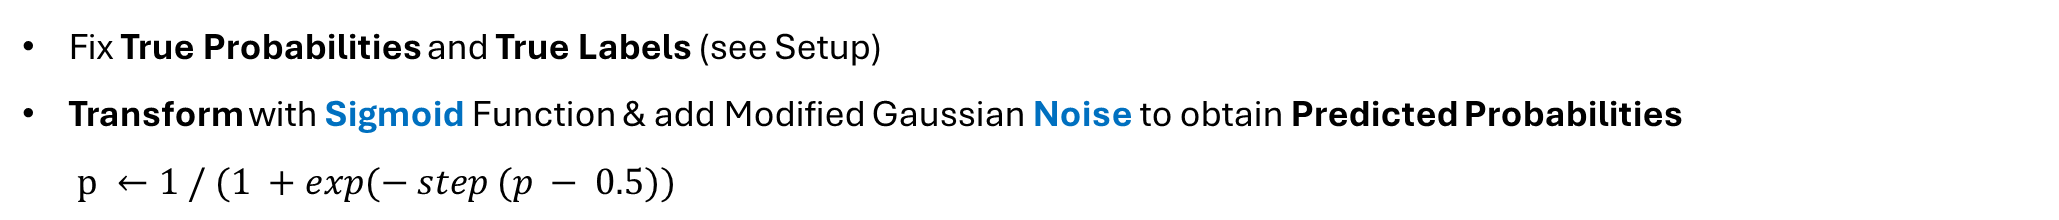 • Fix True Probabilities and True Labels (see Setup)
• Transform with Sigmoid Function & add Modified Gaussian Noise to obtain Predicted Probabilities
p ← 1 / (1 + exp(− step (p − 0.5))